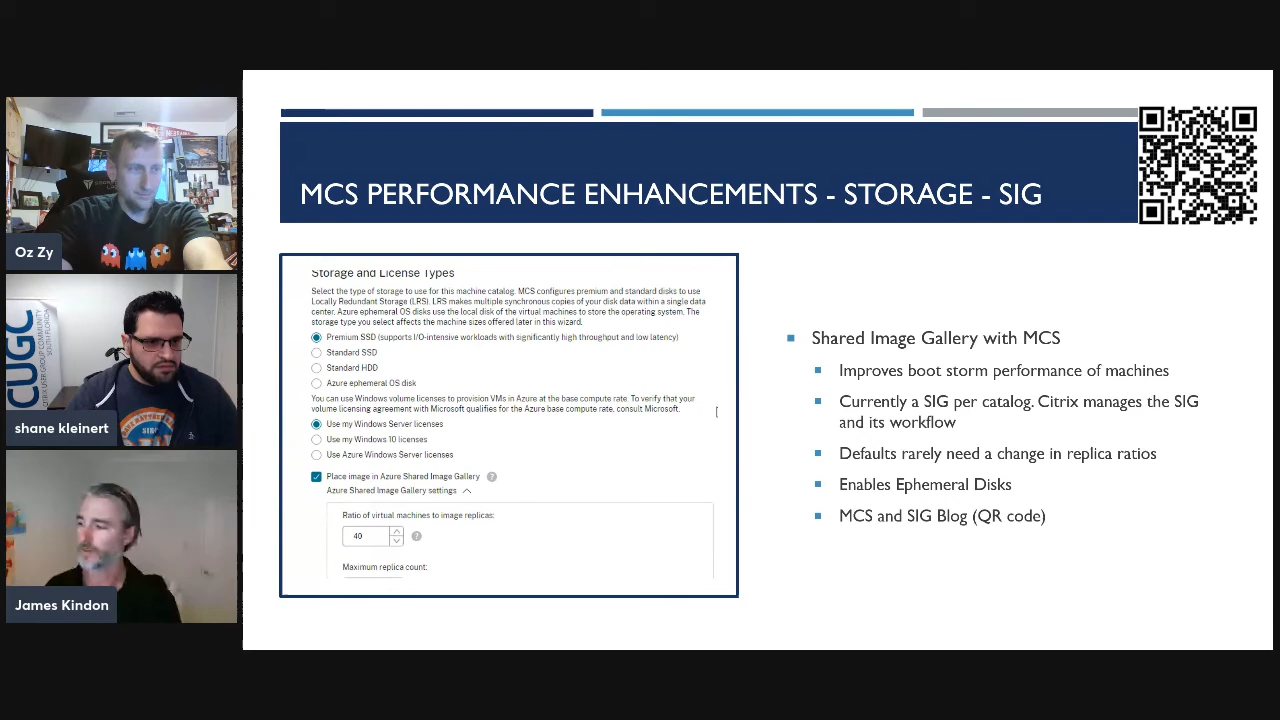 MCS PERFORMANCE ENHANCEMENTS - STORAGE - SIG
Oz Zy
CUGC
CITRIX USER GROUP COMMUNITY
SOUTH FLORIDA
shane kleinert
James Kindon
Storage and License Types
Select the type of storage to use for this machine catalog. MCS configures premium and standard disks to use
Locally Redundant Storage (LRS). LRS makes multiple synchronous copies of your disk data within a single data
center. Azure ephemeral OS disks use the local disk of the virtual machines to store the operating system. The
storage type you select affects the machine sizes offered later in this wizard.
Premium SSD (supports I/O-intensive workloads with significantly high throughput and low latency)
Standard SSD
Standard HDD
Azure ephemeral OS disk
You can use Windows volume licenses to provision VMs in Azure at the base compute rate. To verify that your
volume licensing agreement with Microsoft qualifies for the Azure base compute rate, consult Microsoft.
Use my Windows Server licenses
Use my Windows 10 licenses
Use Azure Windows Server licenses
Place image in Azure Shared Image Gallery ?
Azure Shared Image Gallery settings
Ratio of virtual machines to image replicas:
40 ?
Maximum replica count:
Shared Image Gallery with MCS
Improves boot storm performance of machines
Currently a SIG per catalog. Citrix manages the SIG
and its workflow
Defaults rarely need a change in replica ratios
Enables Ephemeral Disks
MCS and SIG Blog (QR code)